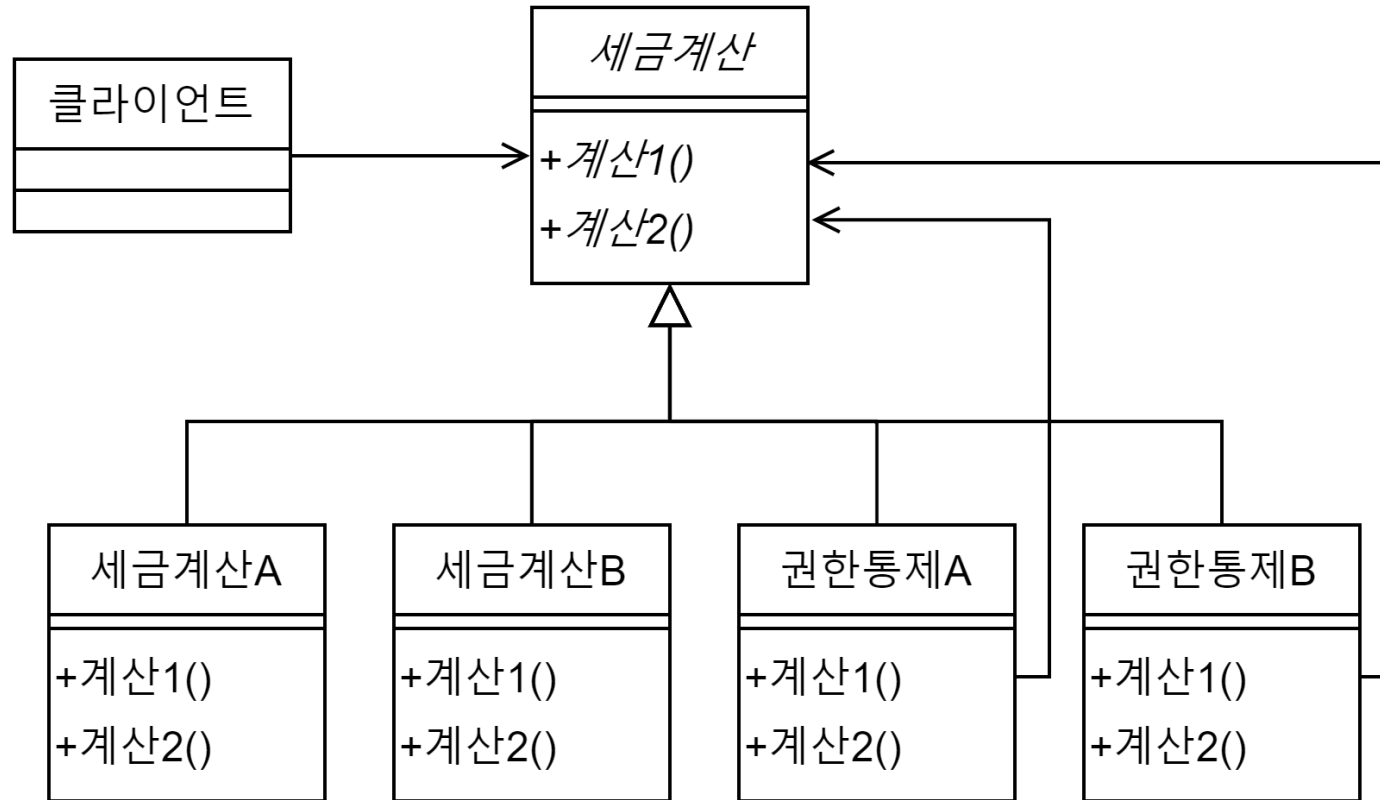 세금계산
클라이언트
+계산1()
+계산2()
세금계산A
세금계산B
권한통제A
권한통제B
+계산1()
+계산2()
+계산1()
+계산2()
+계산1()
+계산2()
+계산1()
+계산2()